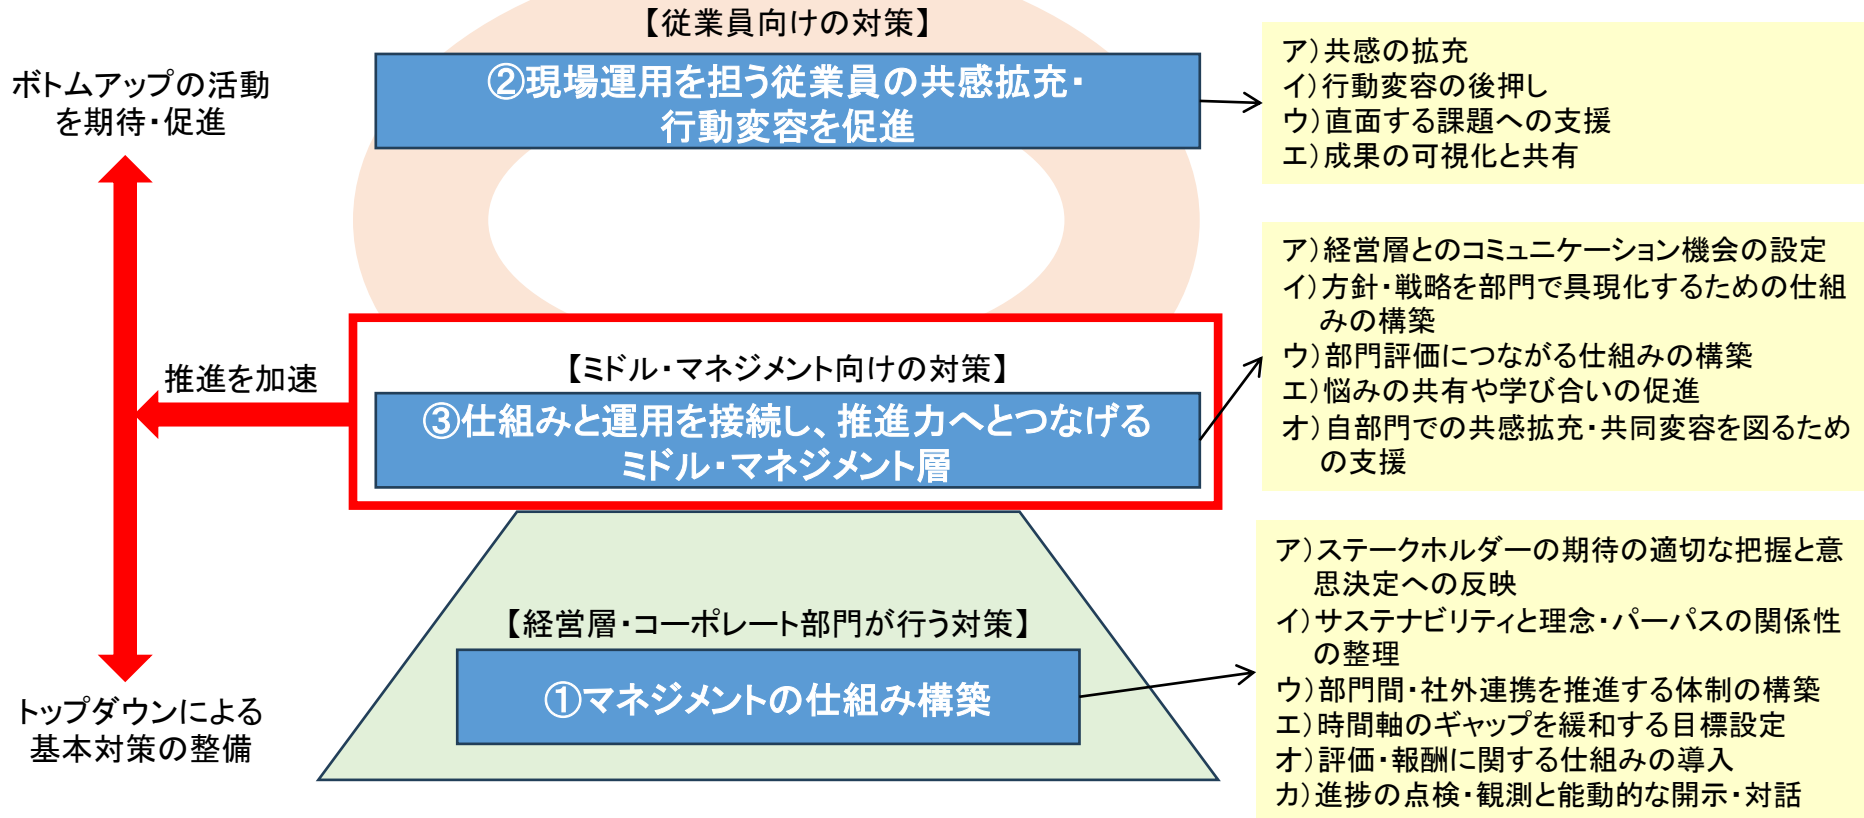 【従業員向けの対策】
②現場運用を担う従業員の共感拡充・
行動変容を促進
ボトムアップの活動
を期待・促進
ア）共感の拡充
イ）行動変容の後押し
ウ）直面する課題への支援
エ）成果の可視化と共有
推進を加速
【ミドル・マネジメント向けの対策】
③仕組みと運用を接続し、推進力へとつなげる
ミドル・マネジメント層
ア）経営層とのコミュニケーション機会の設定
イ）方針・戦略を部門で具現化するための仕組
みの構築
ウ）部門評価につながる仕組みの構築
エ）悩みの共有や学び合いの促進
オ）自部門での共感拡充・共同変容を図るため
の支援
トップダウンによる
基本対策の整備
【経営層・コーポレート部門が行う対策】
①マネジメントの仕組み構築
ア）ステークホルダーの期待の適切な把握と意
思決定への反映
イ）サステナビリティと理念・パーパスの関係性
の整理
ウ）部門間・社外連携を推進する体制の構築
エ）時間軸のギャップを緩和する目標設定
オ）評価・報酬に関する仕組みの導入
カ）進捗の点検・観測と能動的な開示・対話